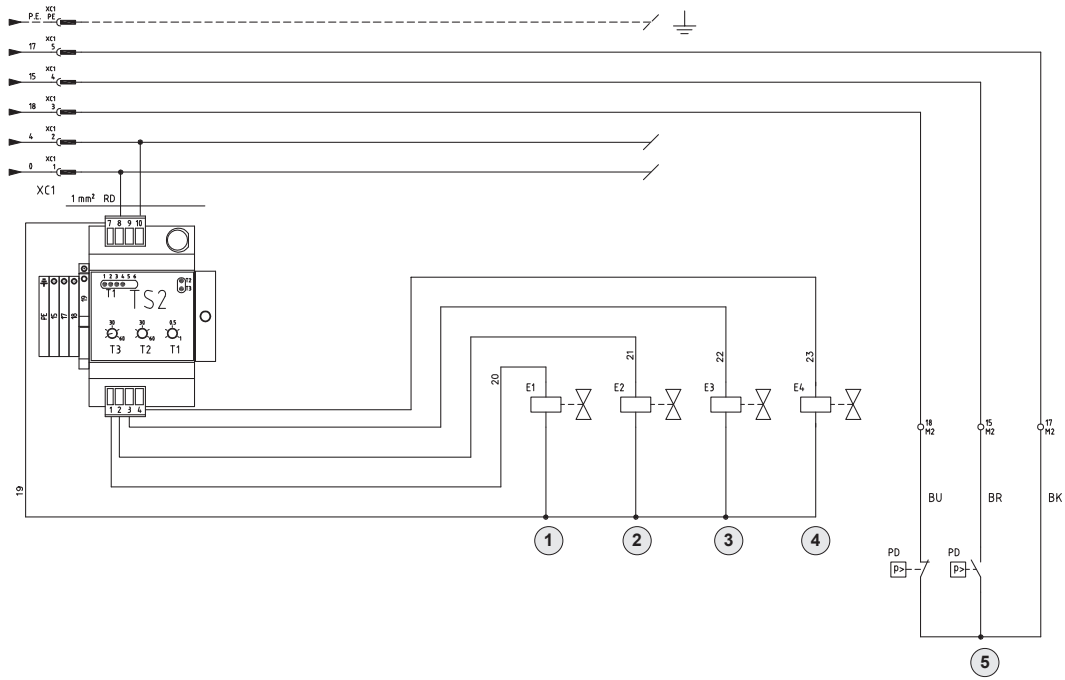 XC1
P.E. PE
XC1
17 5
XC1
15 4
XC1
18 3
XC1
4 2
XC1
0 1
XC1
1 mm² RD
7 8 9 10
1 2 3 4 5 6
T1
TS2
T2
T3
PE 15 17 18 19
30 60
30 60
0,5 1
T3 T2 T1
1 2 3 4
19
20
21
22
23
E1 E2 E3 E4
18
M2
15
M2
17
M2
BU BR BK
1 2 3 4
PD PD
p> p>
5